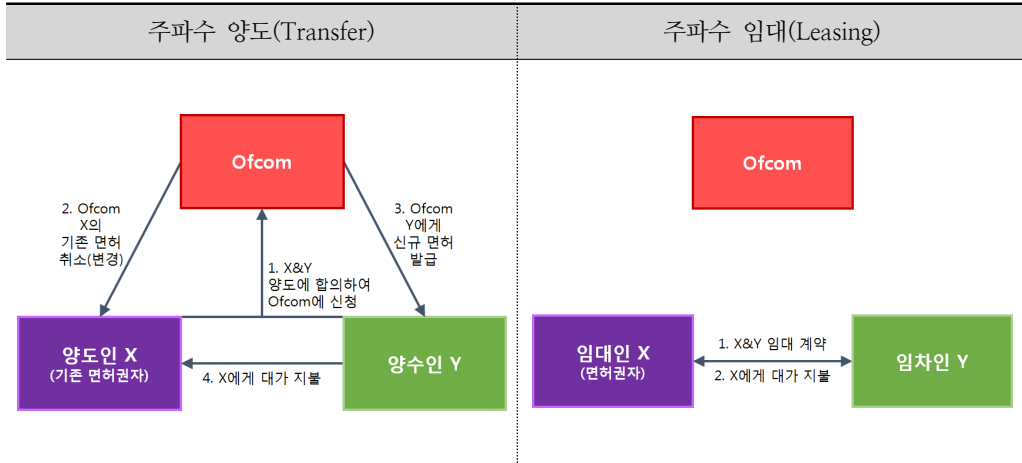 주파수 양도(Transfer)
주파수 임대(Leasing)
Ofcom
2. Ofcom
X의
기존 면허
취소(변경)
3. Ofcom
Y에게
신규 면허
발급
1. X&Y
양도에 합의하여
Ofcom에 신청
양도인 X
(기존 면허권자)
양수인 Y
4. X에게 대가 지불
Ofcom
임대인 X
(면허권자)
1. X&Y 임대 계약
2. X에게 대가 지불
임차인 Y